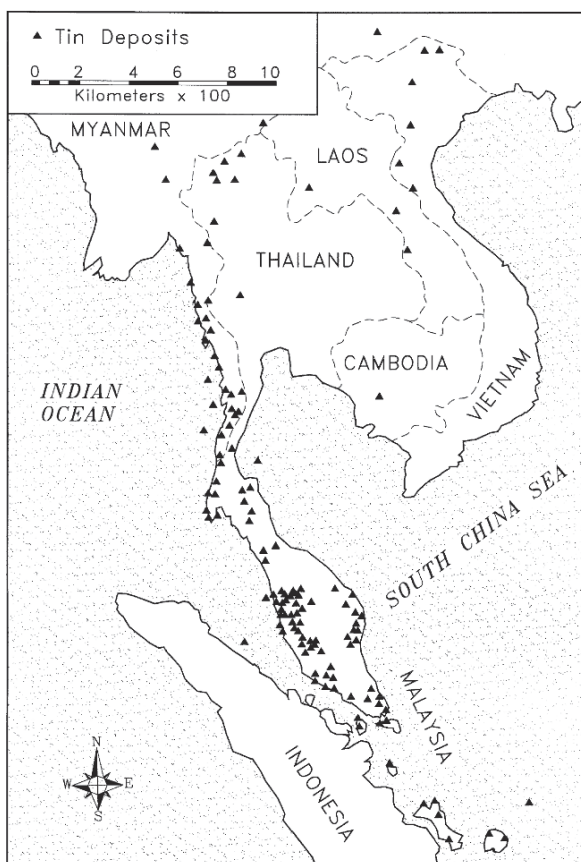 ▲ Tin Deposits
0 2 4 6 8 10
Kilometers x 100
MYANMAR
LAOS
THAILAND
CAMBODIA
VIETNAM
INDIAN
OCEAN
SOUTH CHINA SEA
MALAYSIA
INDONESIA
N
W E
S